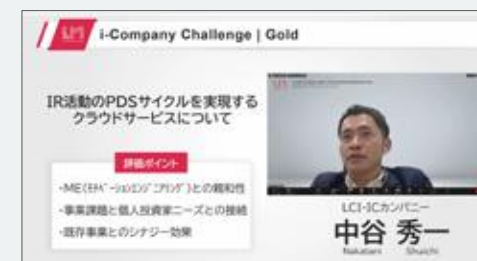 LM i-Company Challenge | Gold
IR活動のPDSサイクルを実現する
クラウドサービスについて
評価ポイント
-ME(ﾓﾁﾍﾞｰｼｮﾝｴﾝｼﾞﾆｱﾘﾝｸﾞ)との親和性
-事業課題と個人投資家ニーズとの接続
-既存事業とのシナジー効果
LCI-ICカンパニー
中谷 秀一
Nakatani Shuichi